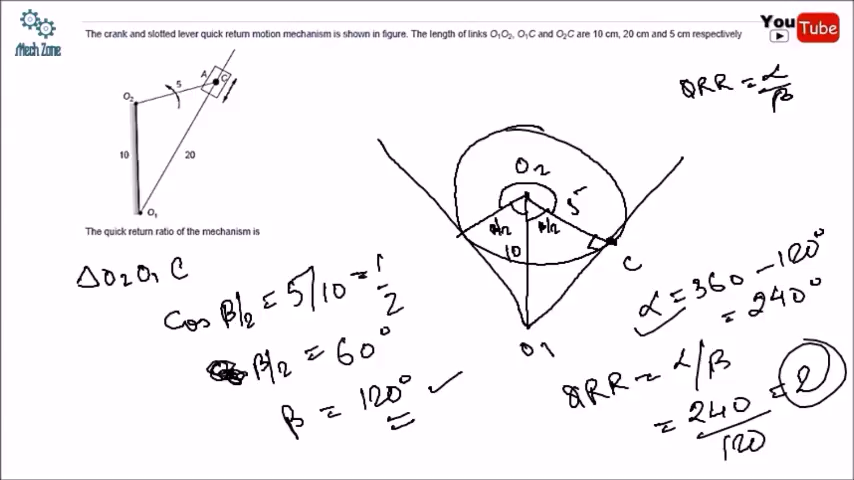 Mech Zone
The crank and slotted lever quick return motion mechanism is shown in figure. The length of links O1O2, O1C and O2C are 10 cm, 20 cm and 5 cm respectively
You Tube
QRR = α/β
A
C
5
O2
10
20
O1
The quick return ratio of the mechanism is
O2
5
β/2
β/2
10
C
O1
ΔO2O1C
Cos β/2 = 5/10 = 1/2
β/2 = 60°
β = 120°
α = 360 - 120°
= 240°
QRR = α/β
= 240/120 = 2